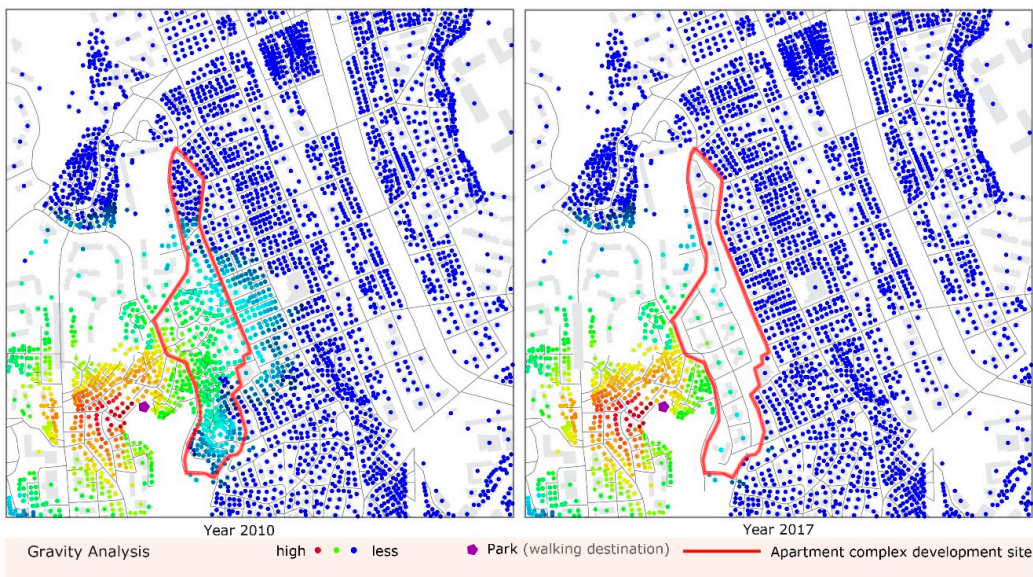 Year 2010
Year 2017
Gravity Analysis high less Park (walking destination) Apartment complex development site